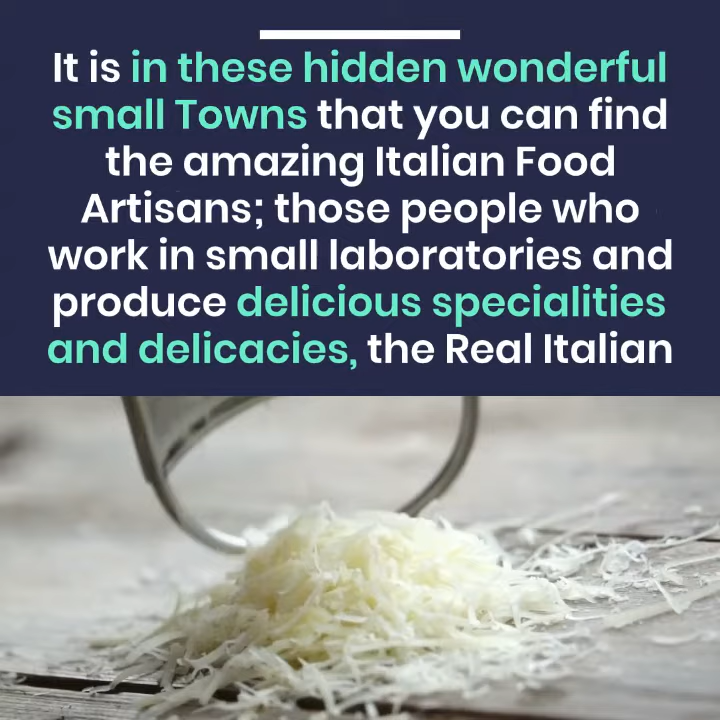 It is in these hidden wonderful
small Towns that you can find
the amazing Italian Food
Artisans; those people who
work in small laboratories and
produce delicious specialities
and delicacies, the Real Italian